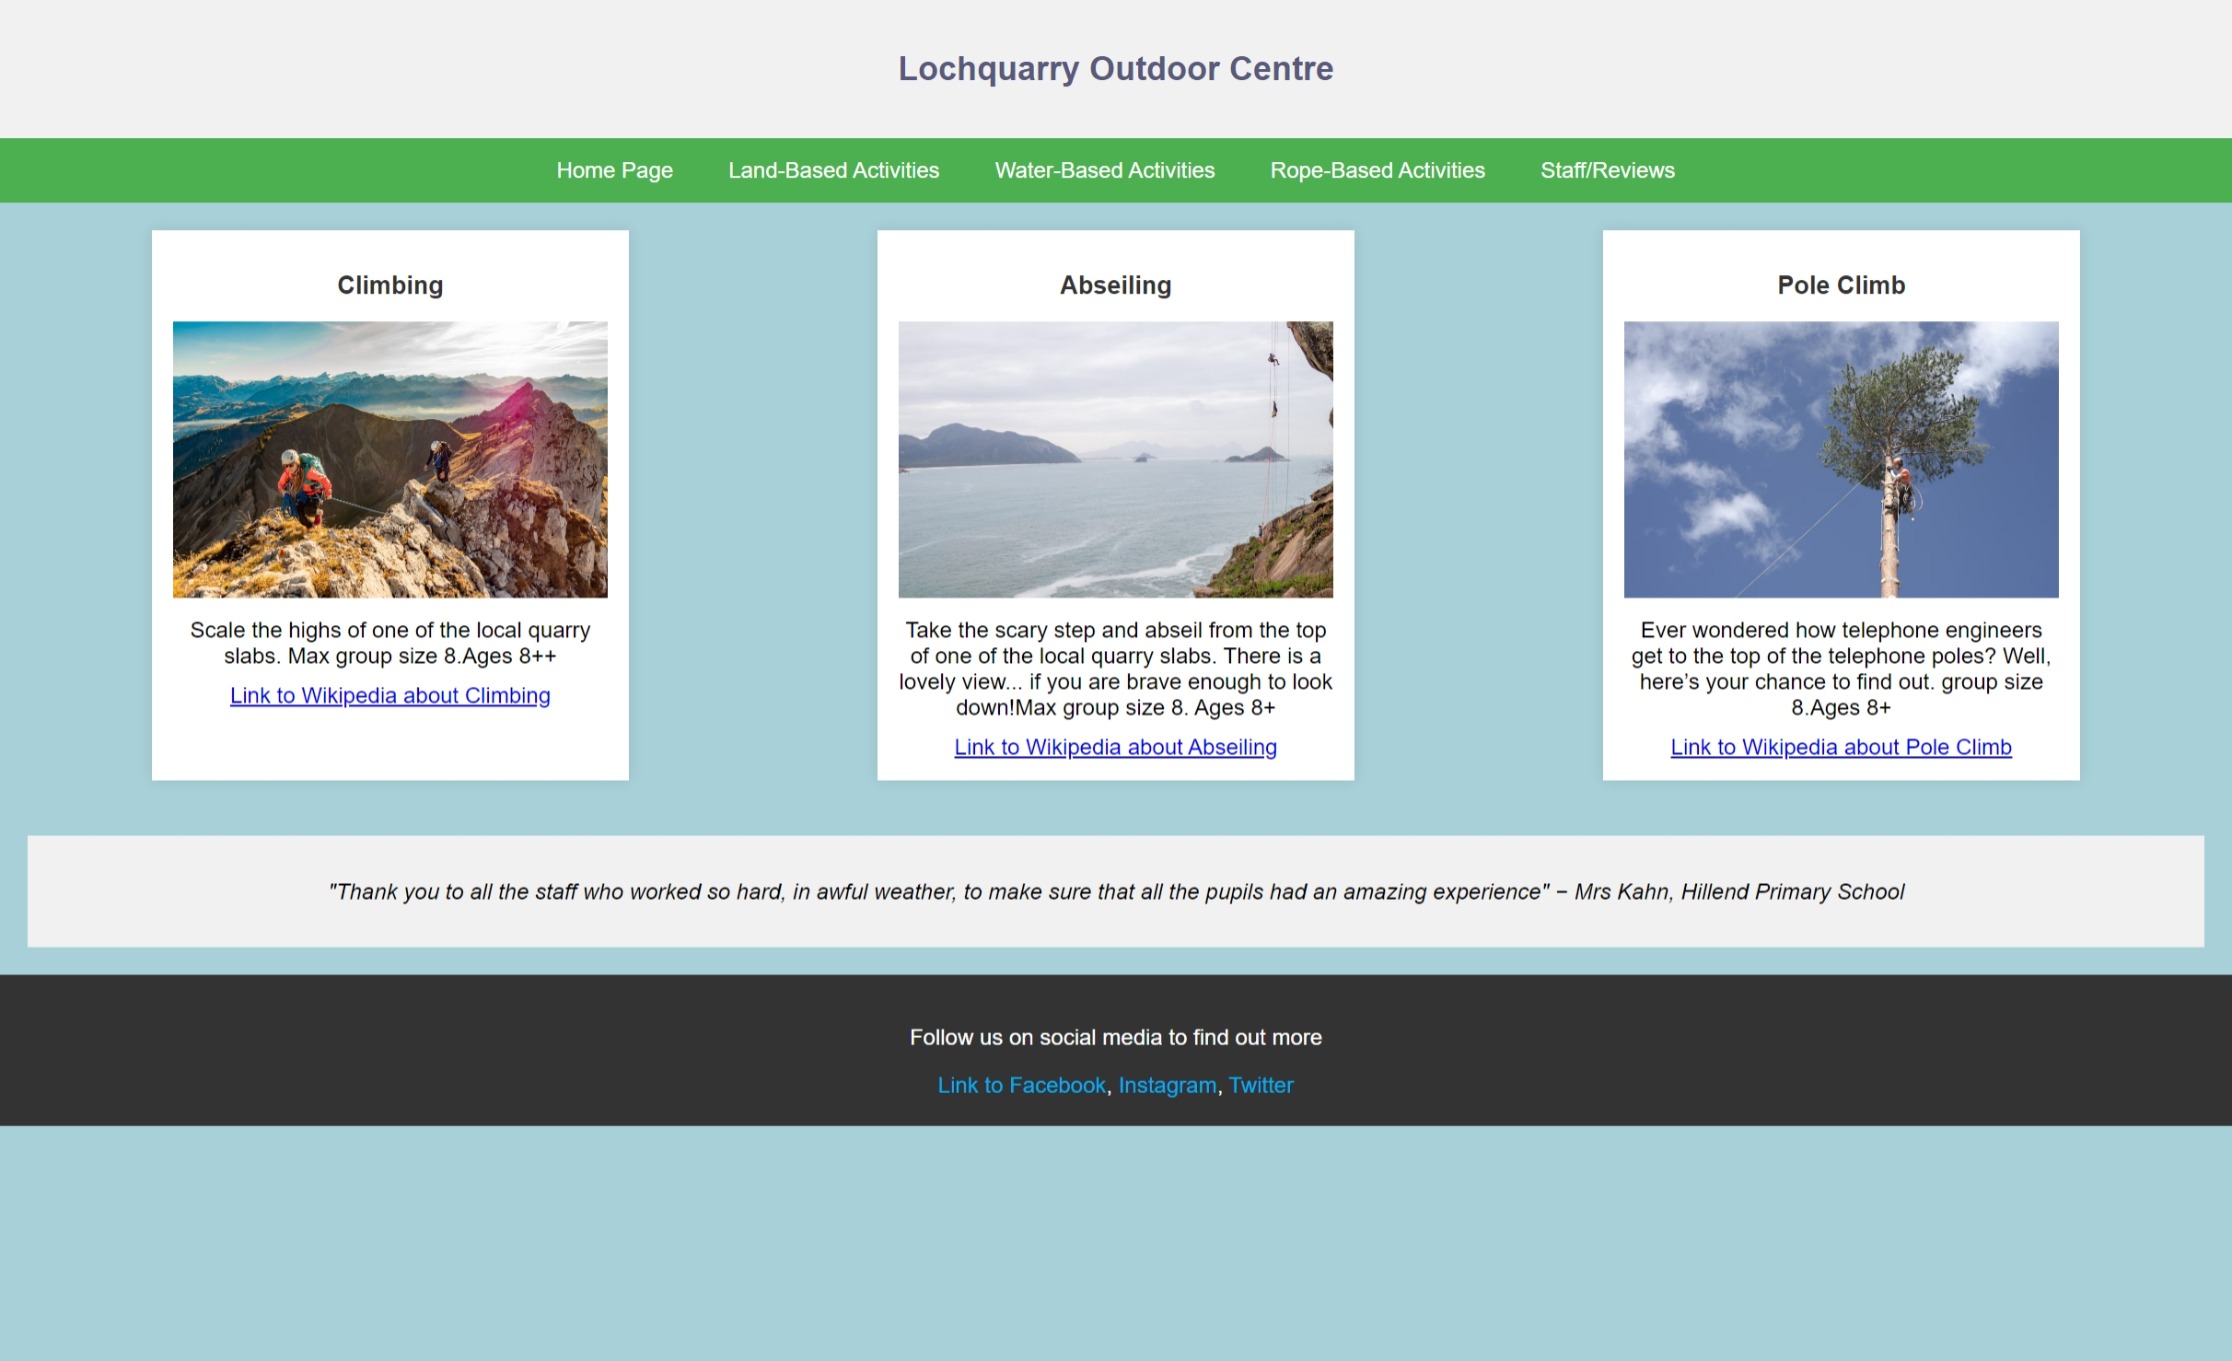 Lochquarry Outdoor Centre
Home Page Land-Based Activities Water-Based Activities Rope-Based Activities Staff/Reviews
Climbing
Scale the highs of one of the local quarry
slabs. Max group size 8.Ages 8++
Link to Wikipedia about Climbing
Abseiling
Take the scary step and abseil from the top
of one of the local quarry slabs. There is a
lovely view... if you are brave enough to look
down!Max group size 8. Ages 8+
Link to Wikipedia about Abseiling
Pole Climb
Ever wondered how telephone engineers
get to the top of the telephone poles? Well,
here’s your chance to find out. group size
8.Ages 8+
Link to Wikipedia about Pole Climb
"Thank you to all the staff who worked so hard, in awful weather, to make sure that all the pupils had an amazing experience" – Mrs Kahn, Hillend Primary School
Follow us on social media to find out more
Link to Facebook, Instagram, Twitter